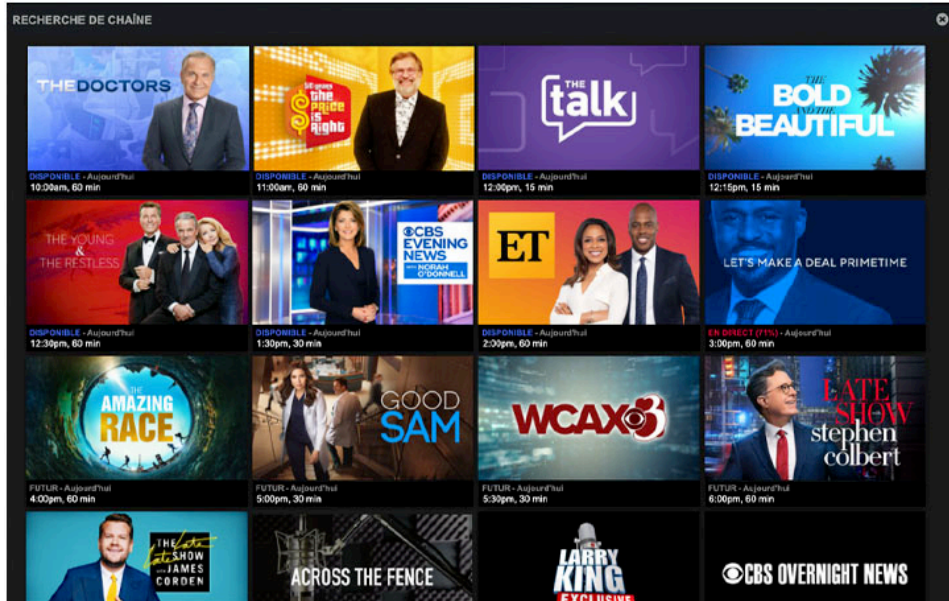 RECHERCHE DE CHAÎNE
THE DOCTORS
50 years
the
PRICE
is
Right
THE
talk
THE
BOLD
AND THE
BEAUTIFUL
DISPONIBLE - Aujourd'hui
10:00am, 60 min
DISPONIBLE - Aujourd'hui
11:00am, 60 min
DISPONIBLE - Aujourd'hui
12:00pm, 15 min
DISPONIBLE - Aujourd'hui
12:15pm, 15 min
THE YOUNG
&
THE RESTLESS
CBS
EVENING
NEWS
WITH NORAH
O'DONNELL
ET
LET'S MAKE A DEAL PRIMETIME
DISPONIBLE - Aujourd'hui
12:30pm, 60 min
DISPONIBLE - Aujourd'hui
1:30pm, 30 min
DISPONIBLE - Aujourd'hui
2:00pm, 60 min
EN DIRECT (71%) - Aujourd'hui
3:00pm, 60 min
THE
AMAZING
RACE
GOOD
SAM
WCAX 3
LATE
SHOW
stephen
colbert
FUTUR - Aujourd'hui
4:00pm, 60 min
FUTUR - Aujourd'hui
5:00pm, 30 min
FUTUR - Aujourd'hui
5:30pm, 30 min
FUTUR - Aujourd'hui
6:00pm, 60 min
THE Late
Late SHOW
WITH JAMES
CORDEN
ACROSS THE FENCE
LARRY
KING
EXCLUSIVE
CBS OVERNIGHT NEWS